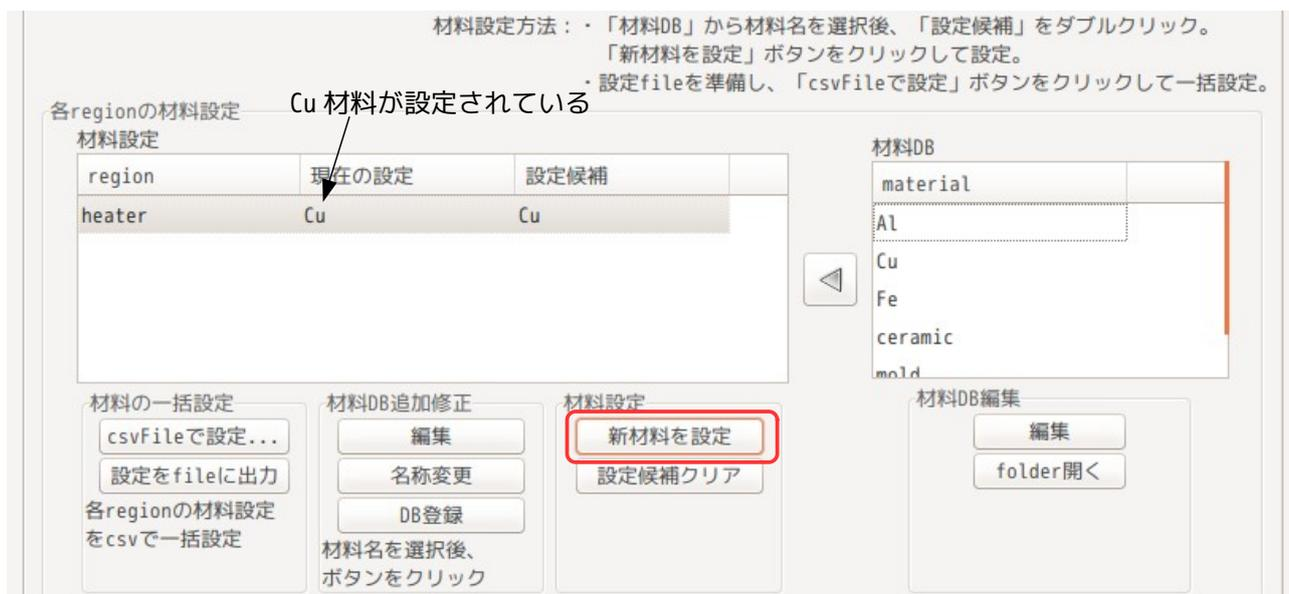 材料設定方法：・「材料DB」から材料名を選択後、「設定候補」をダブルクリック。
「新材料を設定」ボタンをクリックして設定。
・設定fileを準備し、「csvFileで設定」ボタンをクリックして一括設定。
Cu 材料が設定されている
各regionの材料設定
材料設定
材料DB
region 現在の設定 設定候補
material
heater Cu Cu
Al
Cu
Fe
ceramic
mold
材料の一括設定
csvFileで設定...
設定をfileに出力
各regionの材料設定
をcsvで一括設定
材料DB追加修正
編集
名称変更
DB登録
材料名を選択後、
ボタンをクリック
材料設定
新材料を設定
設定候補クリア
材料DB編集
編集
folder開く